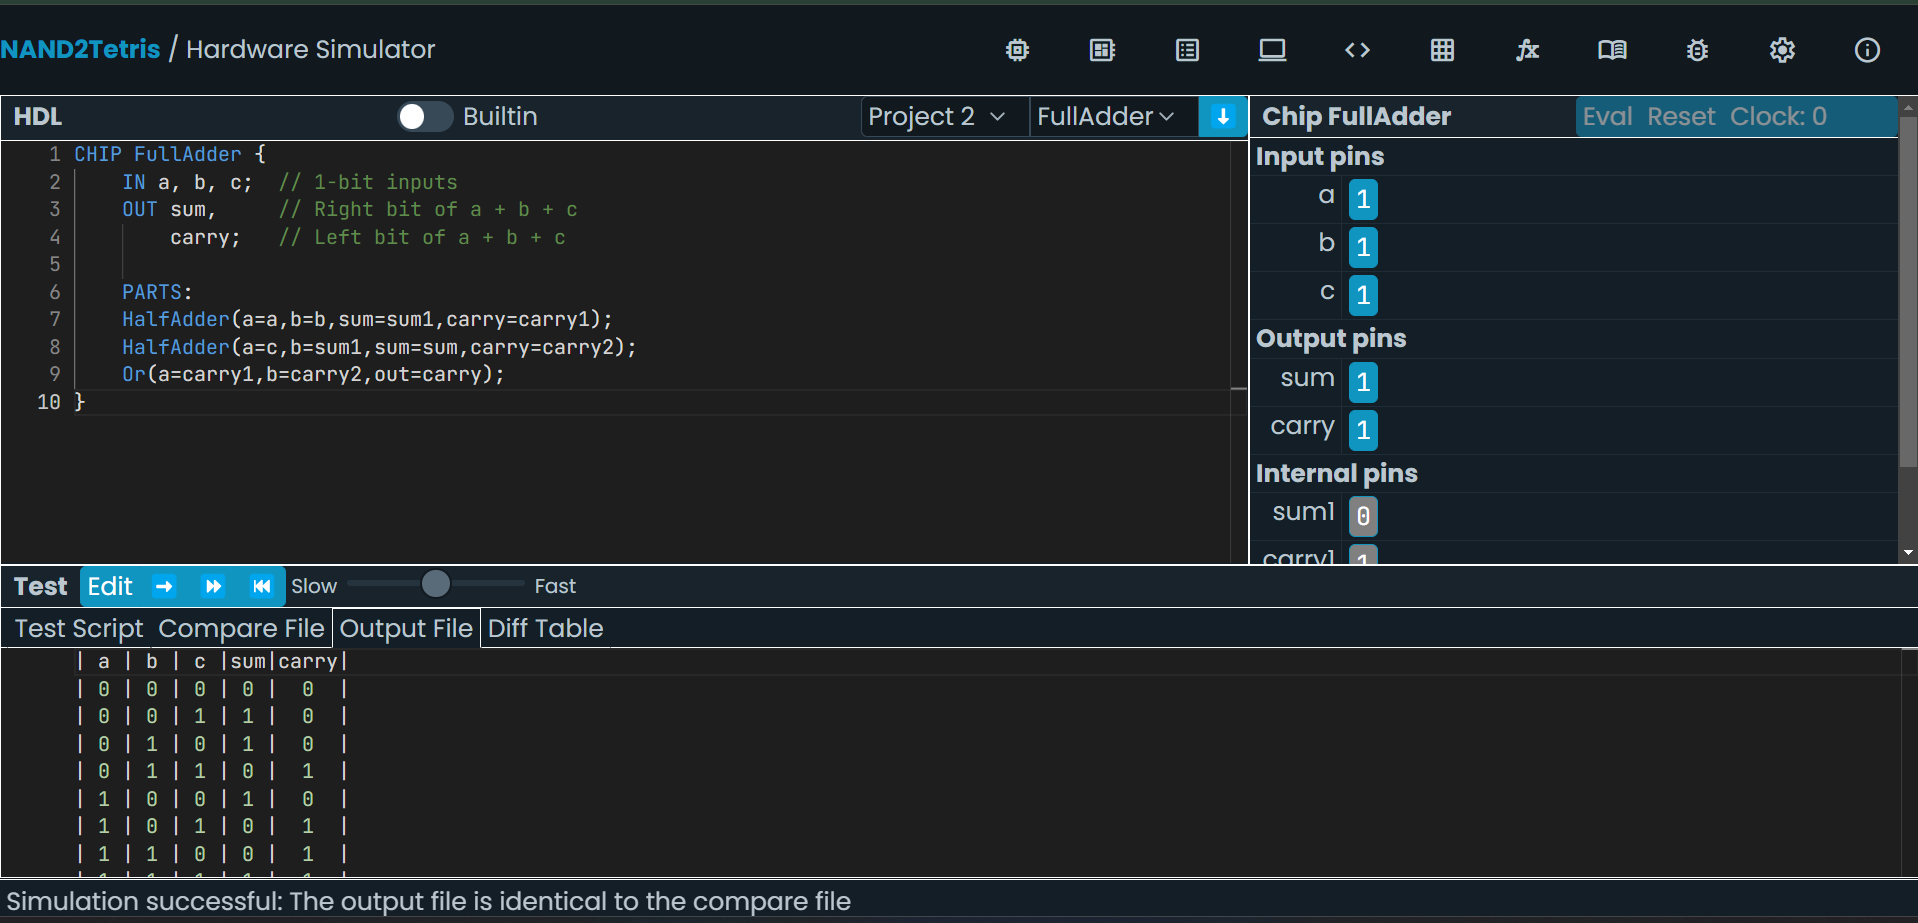 NAND2Tetris / Hardware Simulator
HDL Builtin Project 2 FullAdder
1 CHIP FullAdder {
2 IN a, b, c;  // 1-bit inputs
3 OUT sum,     // Right bit of a + b + c
4 carry;   // Left bit of a + b + c
5
6 PARTS:
7 HalfAdder(a=a,b=b,sum=sum1,carry=carry1);
8 HalfAdder(a=c,b=sum1,sum=sum,carry=carry2);
9 Or(a=carry1,b=carry2,out=carry);
10 }
Chip FullAdder Eval Reset Clock: 0
Input pins
a 1
b 1
c 1
Output pins
sum 1
carry 1
Internal pins
sum1 0
carry1 1
Test Edit Slow Fast
Test Script Compare File Output File Diff Table
| a | b | c |sum|carry|
| 0 | 0 | 0 | 0 |  0  |
| 0 | 0 | 1 | 1 |  0  |
| 0 | 1 | 0 | 1 |  0  |
| 0 | 1 | 1 | 0 |  1  |
| 1 | 0 | 0 | 1 |  0  |
| 1 | 0 | 1 | 0 |  1  |
| 1 | 1 | 0 | 0 |  1  |
Simulation successful: The output file is identical to the compare file